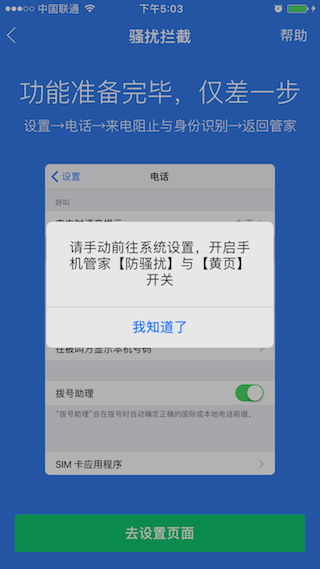 中国联通 下午5:03
骚扰拦截 帮助
功能准备完毕，仅差一步
设置→电话→来电阻止与身份识别→返回管家
设置 电话
呼叫
请手动前往系统设置，开启手
机管家【防骚扰】与【黄页】
开关
我知道了
在被叫方显示本机号码
拨号助理
“拨号助理”会在拨号时自动确定正确的国际或本地电话前缀。
SIM 卡应用程序
去设置页面